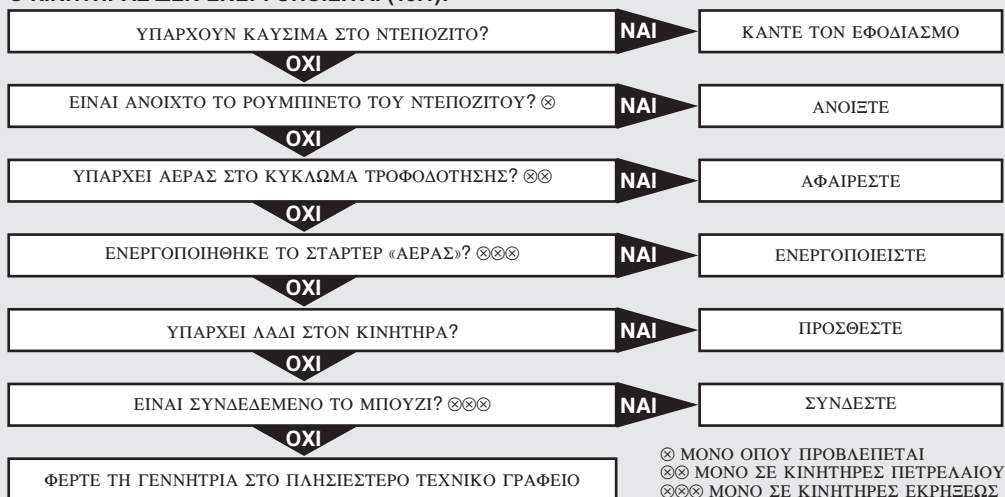 Ο ΚΙΝΗΤΗΡΑΣ ΔΕΝ ΕΝΕΡΓΟΠΟΙΕΙΤΑΙ
ΥΠΑΡΧΟΥΝ ΚΑΥΣΙΜΑ ΣΤΟ ΝΤΕΠΟΖΙΤΟ? ΝΑΙ ΚΑΝΤΕ ΤΟΝ ΕΦΟΔΙΑΣΜΟ
ΟΧΙ
ΕΙΝΑΙ ΑΝΟΙΧΤΟ ΤΟ ΡΟΥΜΠΙΝΕΤΟ ΤΟΥ ΝΤΕΠΟΖΙΤΟΥ? ⊗ ΝΑΙ ΑΝΟΙΞΤΕ
ΟΧΙ
ΥΠΑΡΧΕΙ ΑΕΡΑΣ ΣΤΟ ΚΥΚΛΩΜΑ ΤΡΟΦΟΔΟΤΗΣΗΣ? ⊗⊗ ΝΑΙ ΑΦΑΙΡΕΣΤΕ
ΟΧΙ
ΕΝΕΡΓΟΠΟΙΗΘΗΚΕ ΤΟ ΣΤΑΡΤΕΡ «ΑΕΡΑΣ»? ⊗⊗⊗ ΝΑΙ ΕΝΕΡΓΟΠΟΙΕΙΣΤΕ
ΟΧΙ
ΥΠΑΡΧΕΙ ΛΑΔΙ ΣΤΟΝ ΚΙΝΗΤΗΡΑ? ΝΑΙ ΠΡΟΣΘΕΣΤΕ
ΟΧΙ
ΕΙΝΑΙ ΣΥΝΔΕΔΕΜΕΝΟ ΤΟ ΜΠΟΥΖΙ? ⊗⊗⊗ ΝΑΙ ΣΥΝΔΕΣΤΕ
ΟΧΙ
ΦΕΡΤΕ ΤΗ ΓΕΝΝΗΤΡΙΑ ΣΤΟ ΠΛΗΣΙΕΣΤΕΡΟ ΤΕΧΝΙΚΟ ΓΡΑΦΕΙΟ
⊗ ΜΟΝΟ ΟΠΟΥ ΠΡΟΒΛΕΠΕΤΑΙ
⊗⊗ ΜΟΝΟ ΣΕ ΚΙΝΗΤΗΡΕΣ ΠΕΤΡΕΛΑΙΟΥ
⊗⊗⊗ ΜΟΝΟ ΣΕ ΚΙΝΗΤΗΡΕΣ ΕΚΡΗΞΕΩΣ